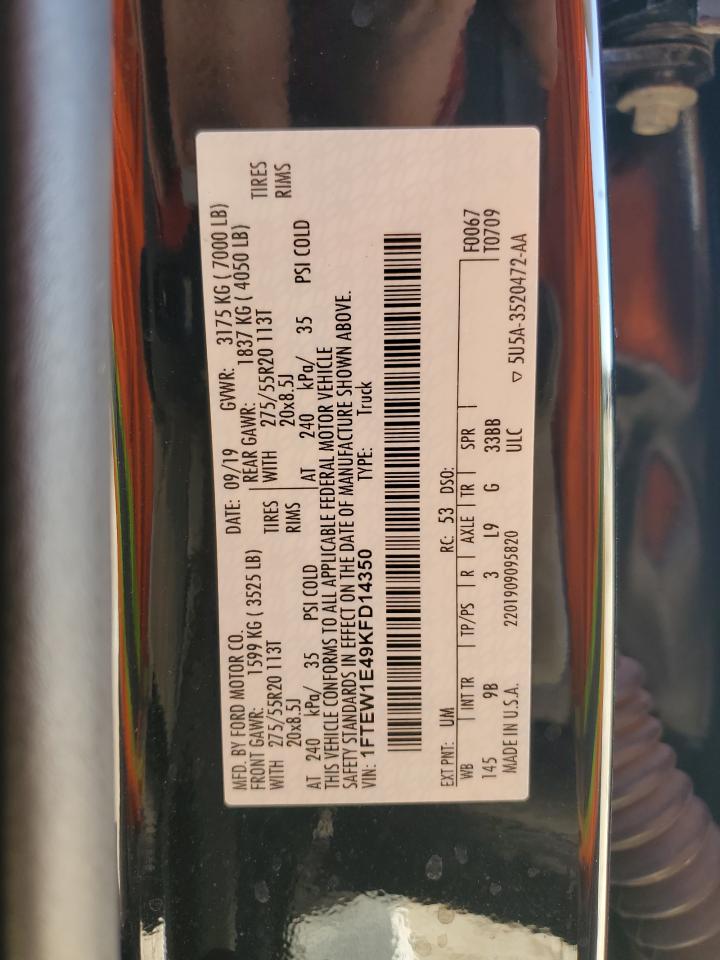 MFD. BY FORD MOTOR CO. DATE: 09/19 GVWR: 3175 KG ( 7000 LB)
FRONT GAWR: 1599 KG ( 3525 LB) REAR GAWR: 1837 KG ( 4050 LB)
WITH 275/55R20 113T TIRES WITH 275/55R20 113T TIRES
20x8.5J RIMS 20x8.5J RIMS
AT 240 kPa/ 35 PSI COLD AT 240 kPa/ 35 PSI COLD
THIS VEHICLE CONFORMS TO ALL APPLICABLE FEDERAL MOTOR VEHICLE
SAFETY STANDARDS IN EFFECT ON THE DATE OF MANUFACTURE SHOWN ABOVE.
VIN: 1FTEW1E49KFD14350 TYPE: Truck
EXT PNT: UM RC: 53 DSO:
WB INT TR TP/PS R AXLE TR SPR F0067
145 9B 3 L9 G 33BB T0709
MADE IN U.S.A. 2201909095820 ULC ▽ 5U5A-3520472-AA